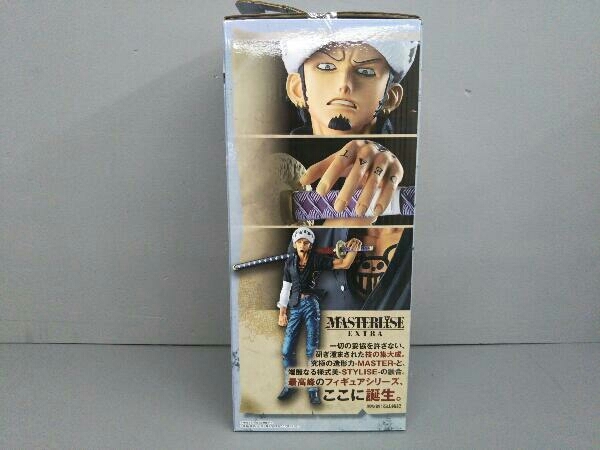 MASTERLISE
EXTRA
一切の妥協を許さない、
研ぎ澄まされた技の集大成。
究極の造形力-MASTER-と、
端麗なる様式美-STYLISE-の融合。
最高峰のフィギュアシリーズ、
ここに誕生。